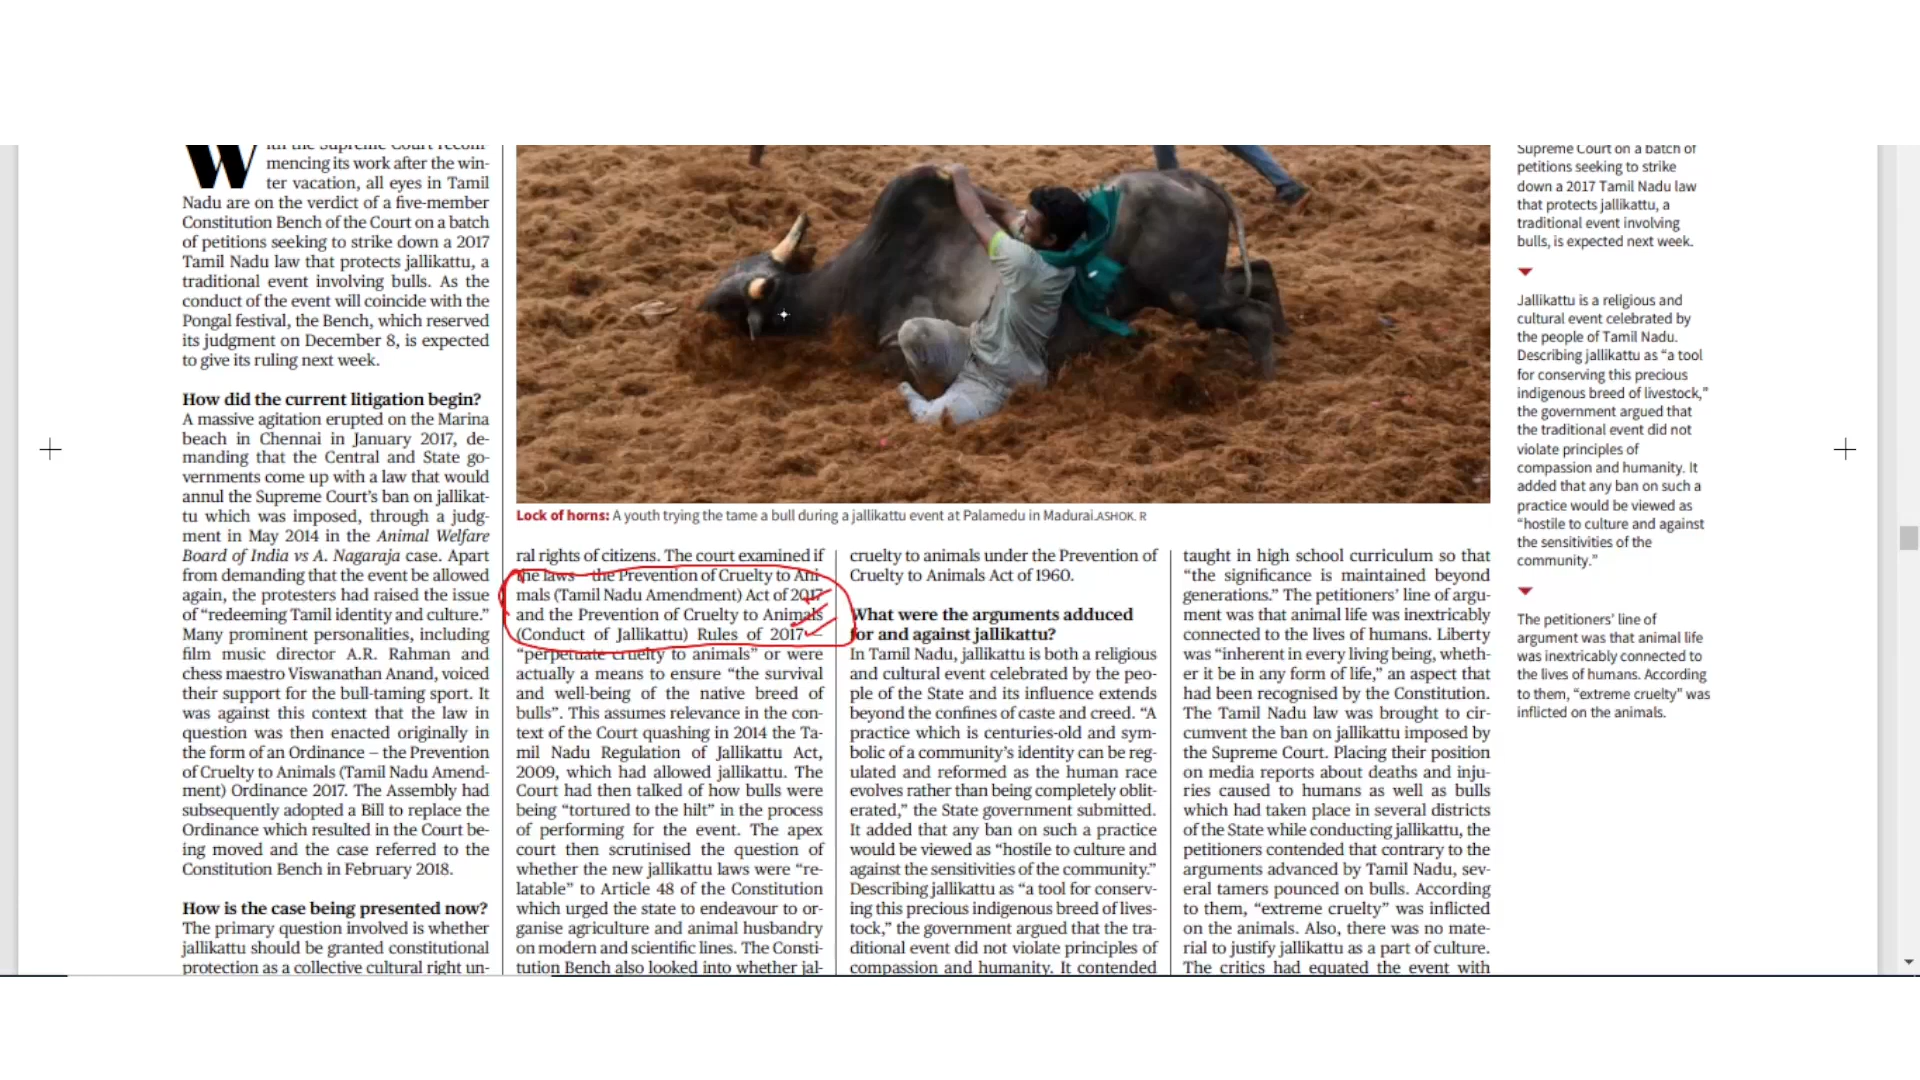 W
mencing its work after the win-
ter vacation, all eyes in Tamil
Nadu are on the verdict of a five-member
Constitution Bench of the Court on a batch
of petitions seeking to strike down a 2017
Tamil Nadu law that protects jallikattu, a
traditional event involving bulls. As the
conduct of the event will coincide with the
Pongal festival, the Bench, which reserved
its judgment on December 8, is expected
to give its ruling next week.
How did the current litigation begin?
A massive agitation erupted on the Marina
beach in Chennai in January 2017, de-
manding that the Central and State go-
vernments come up with a law that would
annul the Supreme Court's ban on jallikat-
tu which was imposed, through a judg-
ment in May 2014 in the Animal Welfare
Board of India vs A. Nagaraja case. Apart
from demanding that the event be allowed
again, the protesters had raised the issue
of “redeeming Tamil identity and culture.”
Many prominent personalities, including
film music director A.R. Rahman and
chess maestro Viswanathan Anand, voiced
their support for the bull-taming sport. It
was against this context that the law in
question was then enacted originally in
the form of an Ordinance – the Prevention
of Cruelty to Animals (Tamil Nadu Amend-
ment) Ordinance 2017. The Assembly had
subsequently adopted a Bill to replace the
Ordinance which resulted in the Court be-
ing moved and the case referred to the
Constitution Bench in February 2018.
How is the case being presented now?
The primary question involved is whether
jallikattu should be granted constitutional
protection as a collective cultural right un-
Lock of horns: A youth trying the tame a bull during a jallikattu event at Palamedu in Madurai.ASHOK. R
ral rights of citizens. The court examined if
the laws – the Prevention of Cruelty to Ani-
mals (Tamil Nadu Amendment) Act of 2017
and the Prevention of Cruelty to Animals
(Conduct of Jallikattu) Rules of 2017 –
“perpetuate cruelty to animals” or were
actually a means to ensure “the survival
and well-being of the native breed of
bulls”. This assumes relevance in the con-
text of the Court quashing in 2014 the Ta-
mil Nadu Regulation of Jallikattu Act,
2009, which had allowed jallikattu. The
Court had then talked of how bulls were
being “tortured to the hilt” in the process
of performing for the event. The apex
court then scrutinised the question of
whether the new jallikattu laws were “re-
latable” to Article 48 of the Constitution
which urged the state to endeavour to or-
ganise agriculture and animal husbandry
on modern and scientific lines. The Consti-
tution Bench also looked into whether jal-
cruelty to animals under the Prevention of
Cruelty to Animals Act of 1960.
What were the arguments adduced
for and against jallikattu?
In Tamil Nadu, jallikattu is both a religious
and cultural event celebrated by the peo-
ple of the State and its influence extends
beyond the confines of caste and creed. “A
practice which is centuries-old and sym-
bolic of a community's identity can be reg-
ulated and reformed as the human race
evolves rather than being completely oblit-
erated,” the State government submitted.
It added that any ban on such a practice
would be viewed as “hostile to culture and
against the sensitivities of the community.”
Describing jallikattu as “a tool for conserv-
ing this precious indigenous breed of lives-
tock,” the government argued that the tra-
ditional event did not violate principles of
compassion and humanity. It contended
taught in high school curriculum so that
“the significance is maintained beyond
generations.” The petitioners' line of argu-
ment was that animal life was inextricably
connected to the lives of humans. Liberty
was “inherent in every living being, wheth-
er it be in any form of life,” an aspect that
had been recognised by the Constitution.
The Tamil Nadu law was brought to cir-
cumvent the ban on jallikattu imposed by
the Supreme Court. Placing their position
on media reports about deaths and inju-
ries caused to humans as well as bulls
which had taken place in several districts
of the State while conducting jallikattu, the
petitioners contended that contrary to the
arguments advanced by Tamil Nadu, sev-
eral tamers pounced on bulls. According
to them, “extreme cruelty” was inflicted
on the animals. Also, there was no mate-
rial to justify jallikattu as a part of culture.
The critics had equated the event with
Supreme Court on a batch of
petitions seeking to strike
down a 2017 Tamil Nadu law
that protects jallikattu, a
traditional event involving
bulls, is expected next week.
Jallikattu is a religious and
cultural event celebrated by
the people of Tamil Nadu.
Describing jallikattu as “a tool
for conserving this precious
indigenous breed of livestock,”
the government argued that
the traditional event did not
violate principles of
compassion and humanity. It
added that any ban on such a
practice would be viewed as
“hostile to culture and against
the sensitivities of the
community.”
The petitioners' line of
argument was that animal life
was inextricably connected to
the lives of humans. According
to them, “extreme cruelty” was
inflicted on the animals.